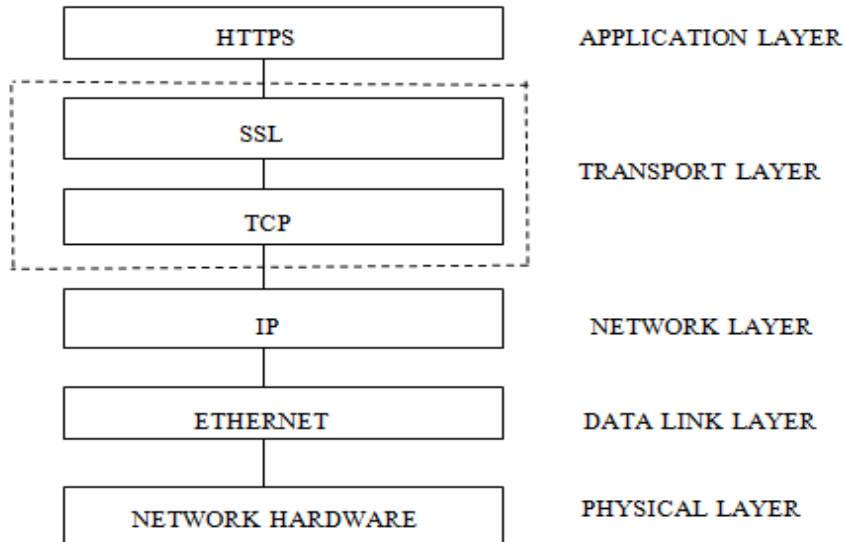 HTTPS
APPLICATION LAYER
SSL
TRANSPORT LAYER
TCP
IP
NETWORK LAYER
ETHERNET
DATA LINK LAYER
NETWORK HARDWARE
PHYSICAL LAYER